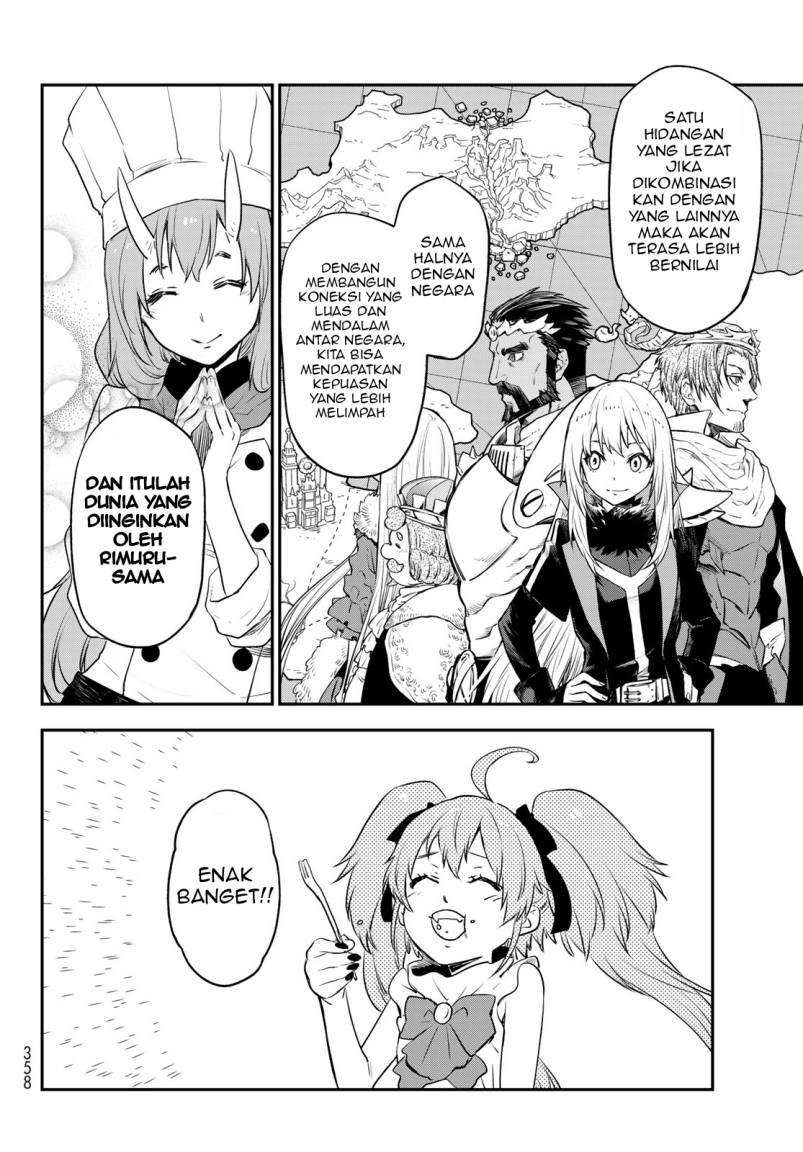 SATU
HIDANGAN
YANG LEZAT
JIKA
DIKOMBINASI
KAN DENGAN
YANG LAINNYA
MAKA AKAN
TERASA LEBIH
BERNILAI
SAMA
HALNYA
DENGAN
NEGARA
DENGAN
MEMBANGUN
KONEKSI YANG
LUAS DAN
MENDALAM
ANTAR NEGARA,
KITA BISA
MENDAPATKAN
KEPUASAN
YANG LEBIH
MELIMPAH
DAN ITULAH
DUNIA YANG
DIINGINKAN
OLEH
RIMURU-
SAMA
ENAK
BANGET!!
358